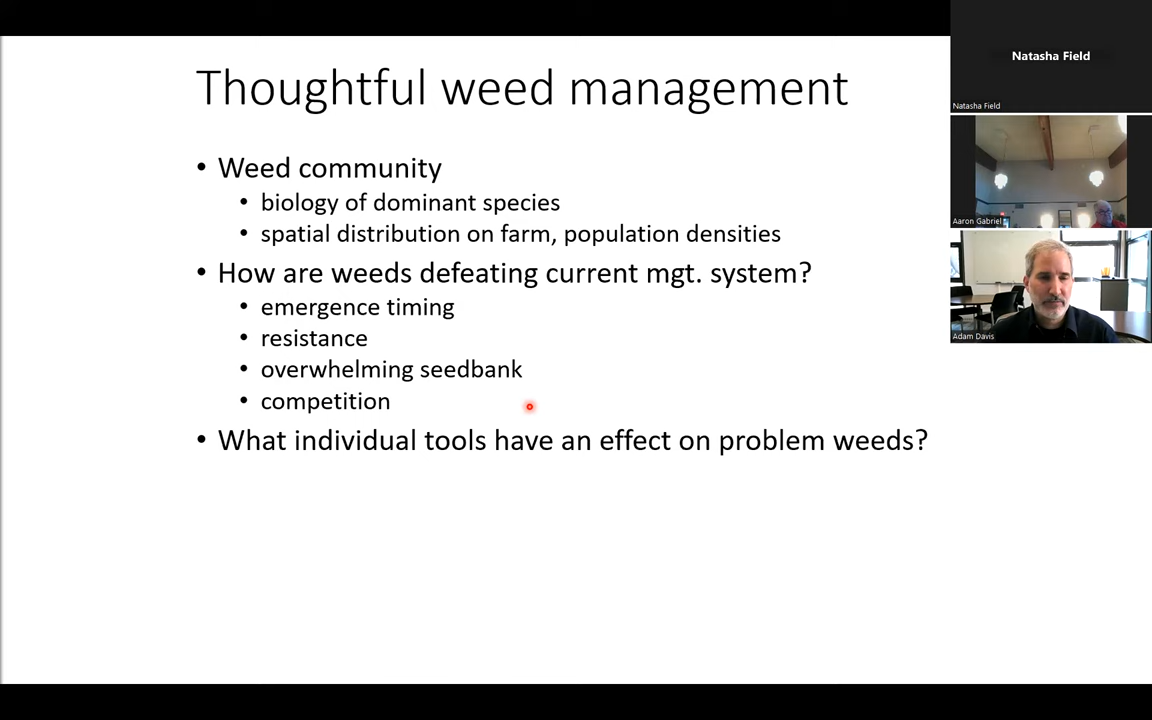 Thoughtful weed management
• Weed community
• biology of dominant species
• spatial distribution on farm, population densities
• How are weeds defeating current mgt. system?
• emergence timing
• resistance
• overwhelming seedbank
• competition
• What individual tools have an effect on problem weeds?
Natasha Field
Natasha Field
Aaron Gabriel
Adam Davis